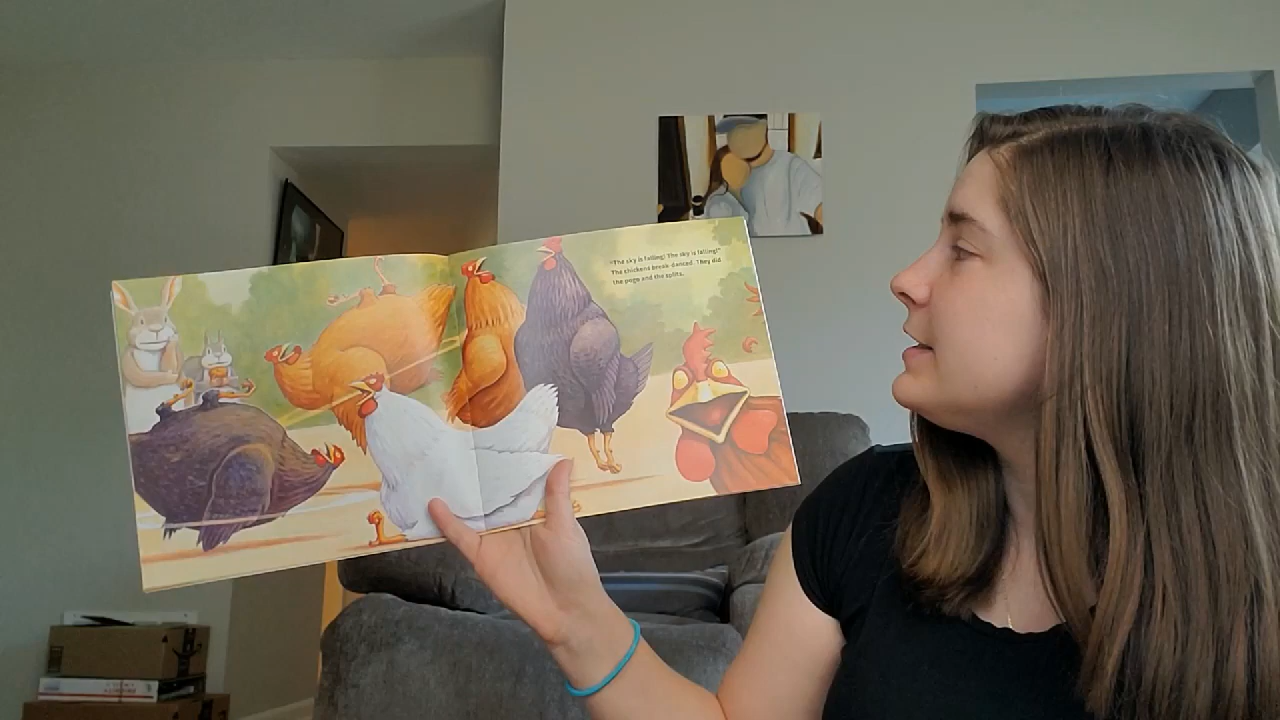 "The sky is falling! The sky is falling!"
The chickens break-danced. They did
the pogo and the splits.